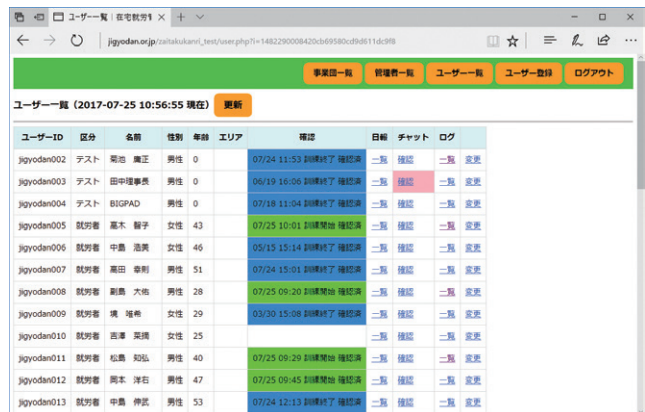 ユーザー一覧 | 在宅就労
jigyodan.or.jp/zaitakukanri_test/user.php?i=1482290008420cb69580cd9d611dc9f8
事業団一覧 管理者一覧 ユーザー一覧 ユーザー登録 ログアウト
ユーザー一覧 (2017-07-25 10:56:55 現在) 更新
ユーザーID 区分 名前 性別 年齢 エリア 確認 日報 チャット ログ
jigyodan002 テスト 菊池 庸正 男性 0 07/24 11:53 訓練終了 確認済 一覧 確認 一覧 変更
jigyodan003 テスト 田中理事長 男性 0 06/19 16:06 訓練終了 確認済 一覧 確認 一覧 変更
jigyodan004 テスト BIGPAD 男性 0 07/18 11:04 訓練終了 確認済 一覧 確認 一覧 変更
jigyodan005 就労者 高木 智子 女性 43 07/25 10:01 訓練開始 確認済 一覧 確認 一覧 変更
jigyodan006 就労者 中島 浩美 女性 46 05/15 15:14 訓練終了 確認済 一覧 確認 一覧 変更
jigyodan007 就労者 高田 幸則 男性 51 07/24 15:01 訓練終了 確認済 一覧 確認 一覧 変更
jigyodan008 就労者 副島 大佑 男性 28 07/25 09:20 訓練開始 確認済 一覧 確認 一覧 変更
jigyodan009 就労者 境 唯希 女性 29 03/30 15:08 訓練終了 確認済 一覧 確認 一覧 変更
jigyodan010 就労者 吉澤 菜摘 女性 25 一覧 確認 一覧 変更
jigyodan011 就労者 松島 知弘 男性 40 07/25 09:29 訓練開始 確認済 一覧 確認 一覧 変更
jigyodan012 就労者 岡本 洋右 男性 47 07/25 09:45 訓練開始 確認済 一覧 確認 一覧 変更
jigyodan013 就労者 中島 伸武 男性 53 07/24 12:13 訓練終了 確認済 一覧 確認 一覧 変更